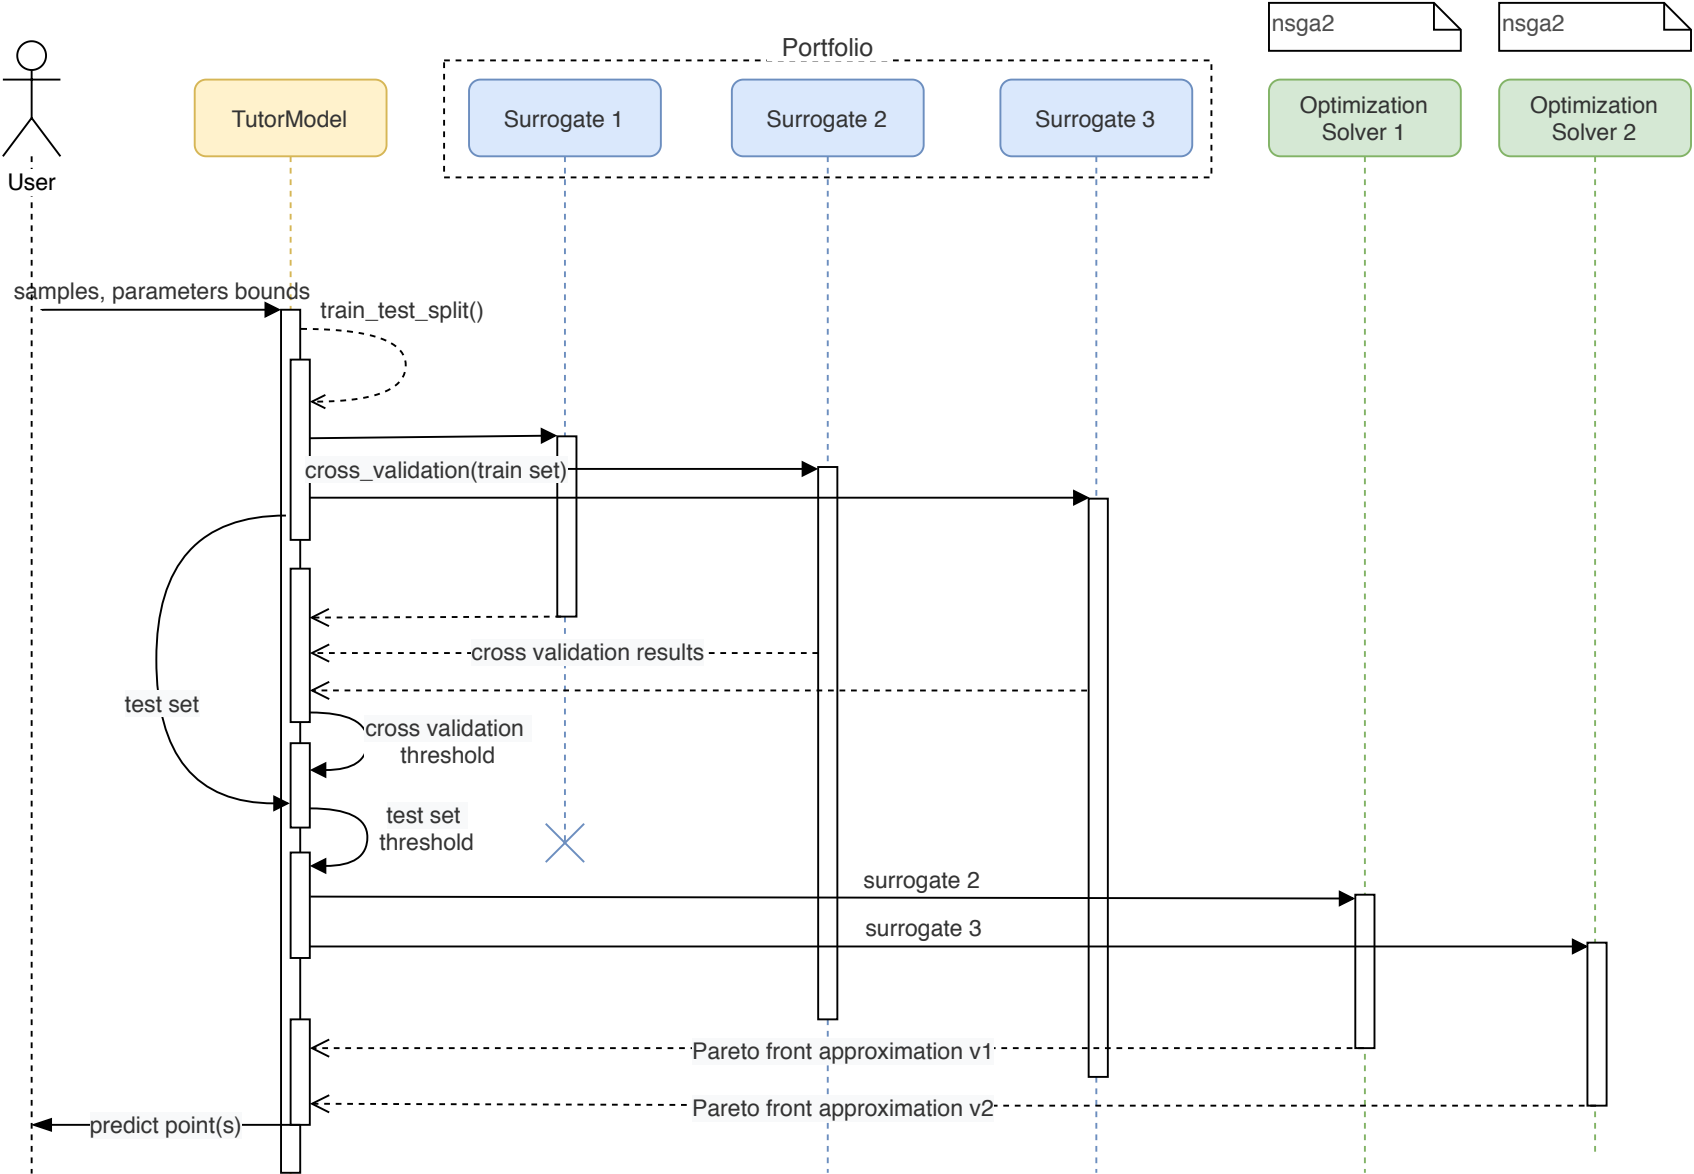 nsga2
nsga2
Portfolio
TutorModel
Surrogate 1
Surrogate 2
Surrogate 3
Optimization
Solver 1
Optimization
Solver 2
User
samples, parameters bounds
train_test_split()
cross_validation(train set)
cross validation results
test set
cross validation
threshold
test set
threshold
surrogate 2
surrogate 3
Pareto front approximation v1
Pareto front approximation v2
predict point(s)